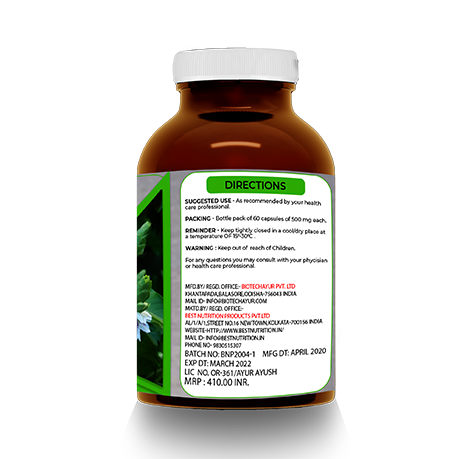 DIRECTIONS
SUGGESTED USE - As recommended by your health
care professional.
PACKING - Bottle pack of 60 capsules of 500 mg each.
REMINDER - Keep tightly closed in a cool/dry place at
a temperature OF 15°-30°C .
WARNING : Keep out of reach of Children.
For any questions you may consult with your phycisian
or health care professional.
MFD.BY/ REGD. OFFICE:- BIOTECHAYUR PVT. LTD
KHANTAPADA,BALASORE,ODISHA-756043 INDIA
MAIL ID- INFO@BIOTECHAYUR.COM
MKTD.BY/ REGD.OFFICE:-
BEST NUTRITION PRODUCTS PVT.LTD
AL/1/A/1,STREET NO.16 NEWTOWN,KOLKATA-700156 INDIA
WEBSITE-HTTP://WWW.BESTNUTRITION.IN/
MAIL ID- INFO@BESTNUTRITION.IN
PHONE NO- 9830515307
BATCH NO: BNP2004-1 MFG DT: APRIL 2020
EXP DT: MARCH 2022
LIC NO. OR-361/AYUR AYUSH
MRP : 410.00 INR.